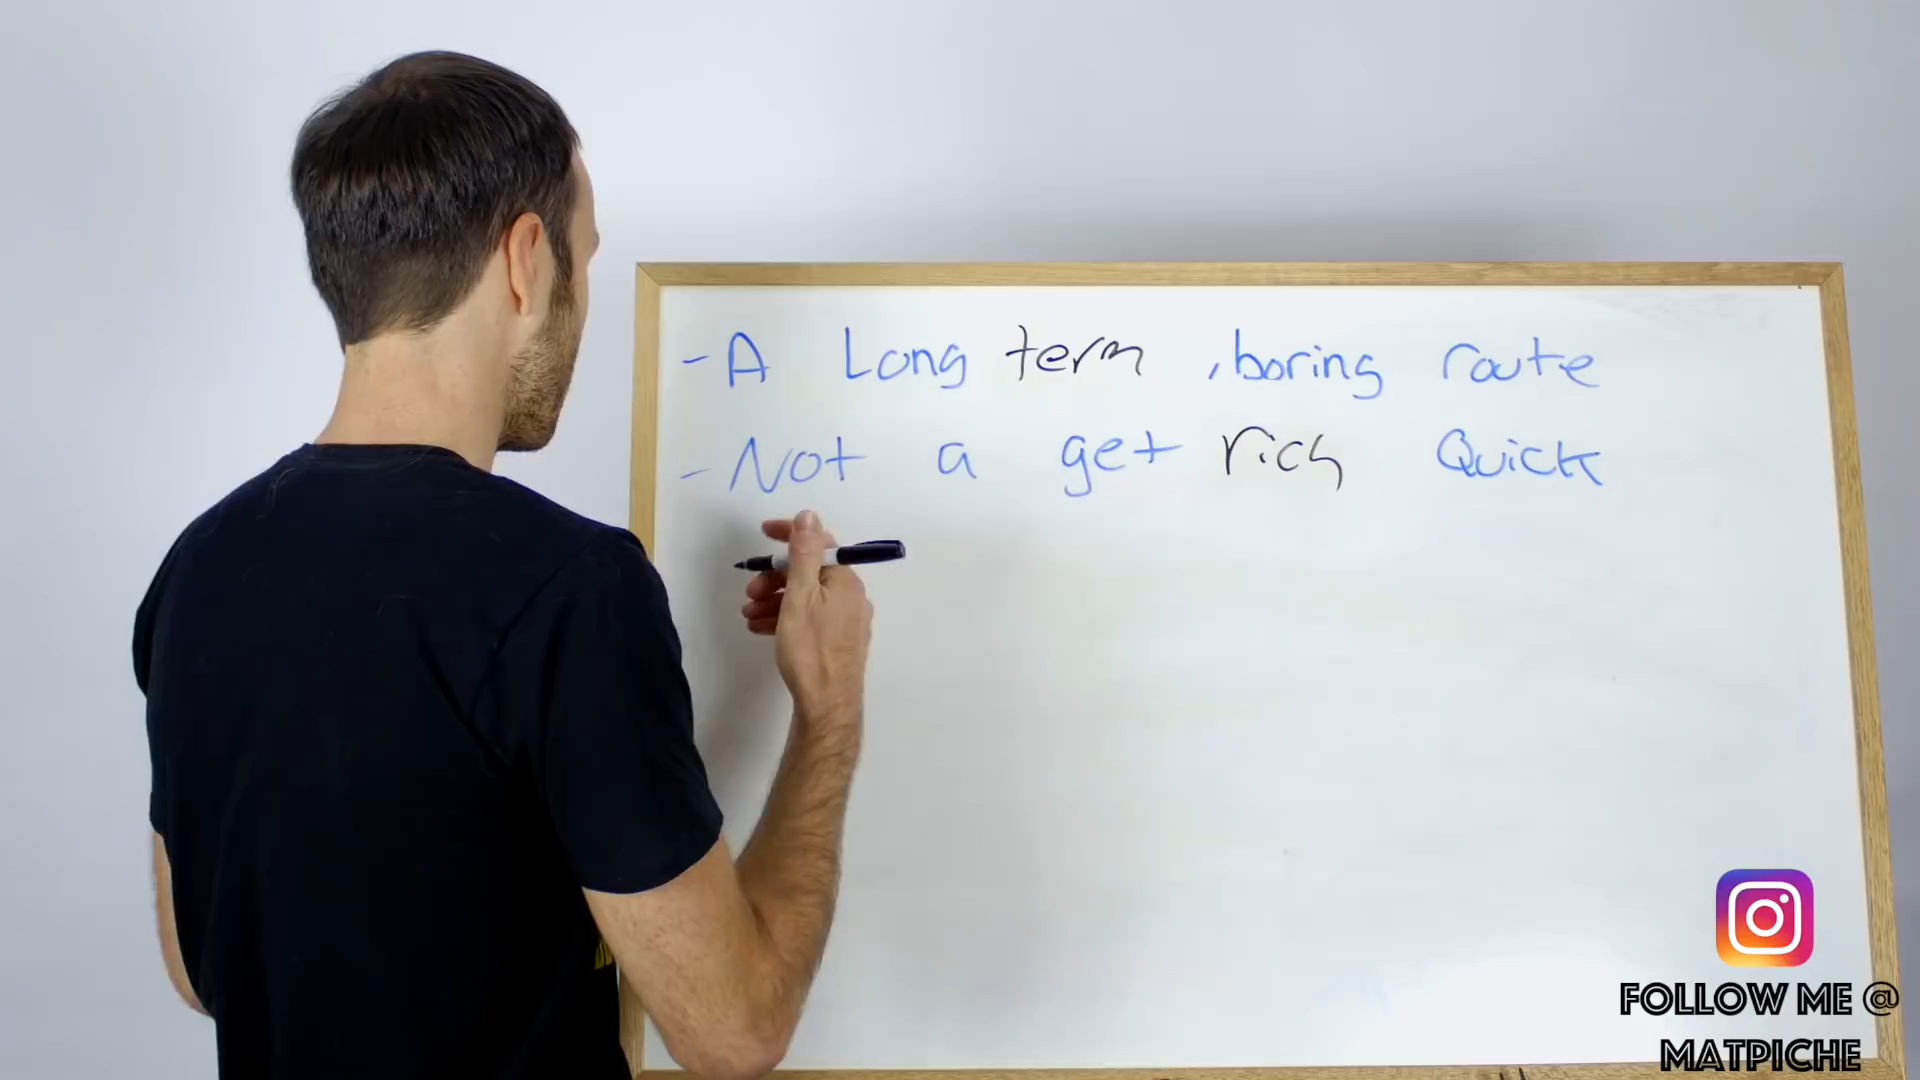 - A Long term , boring route
- Not a get rich Quick
FOLLOW ME @
MATPICHE